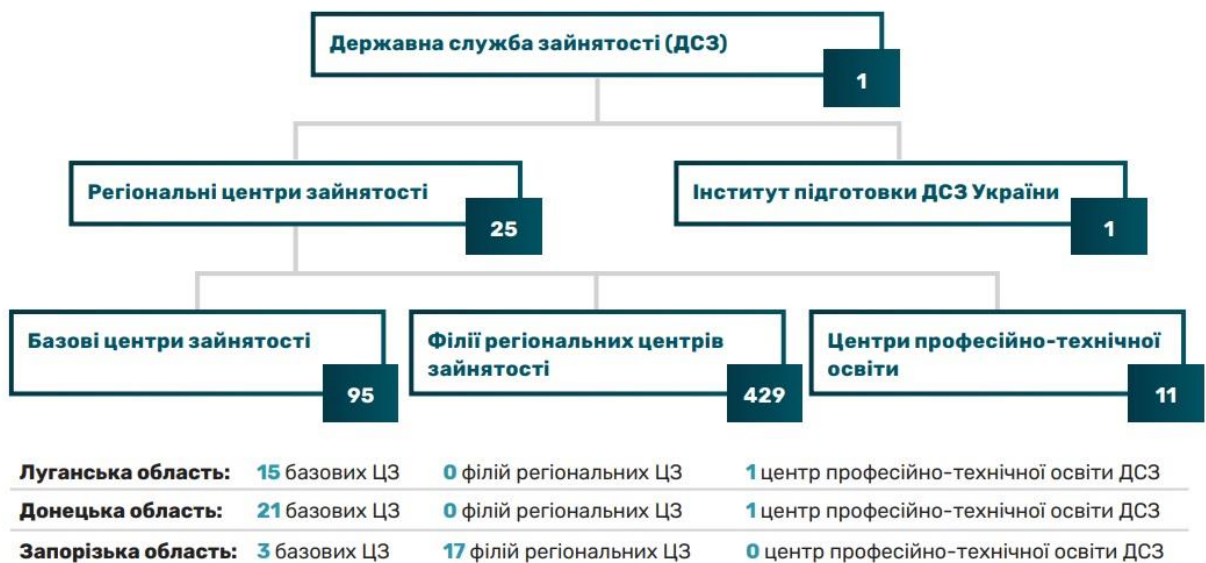 Державна служба зайнятості (ДСЗ)
1
Регіональні центри зайнятості
25
Інститут підготовки ДСЗ України
1
Базові центри зайнятості
95
Філії регіональних центрів
зайнятості
429
Центри професійно-технічної
освіти
11
Луганська область: 15 базових ЦЗ 0 філій регіональних ЦЗ 1 центр професійно-технічної освіти ДСЗ
Донецька область: 21 базових ЦЗ 0 філій регіональних ЦЗ 1 центр професійно-технічної освіти ДСЗ
Запорізька область: 3 базових ЦЗ 17 філій регіональних ЦЗ 0 центр професійно-технічної освіти ДСЗ